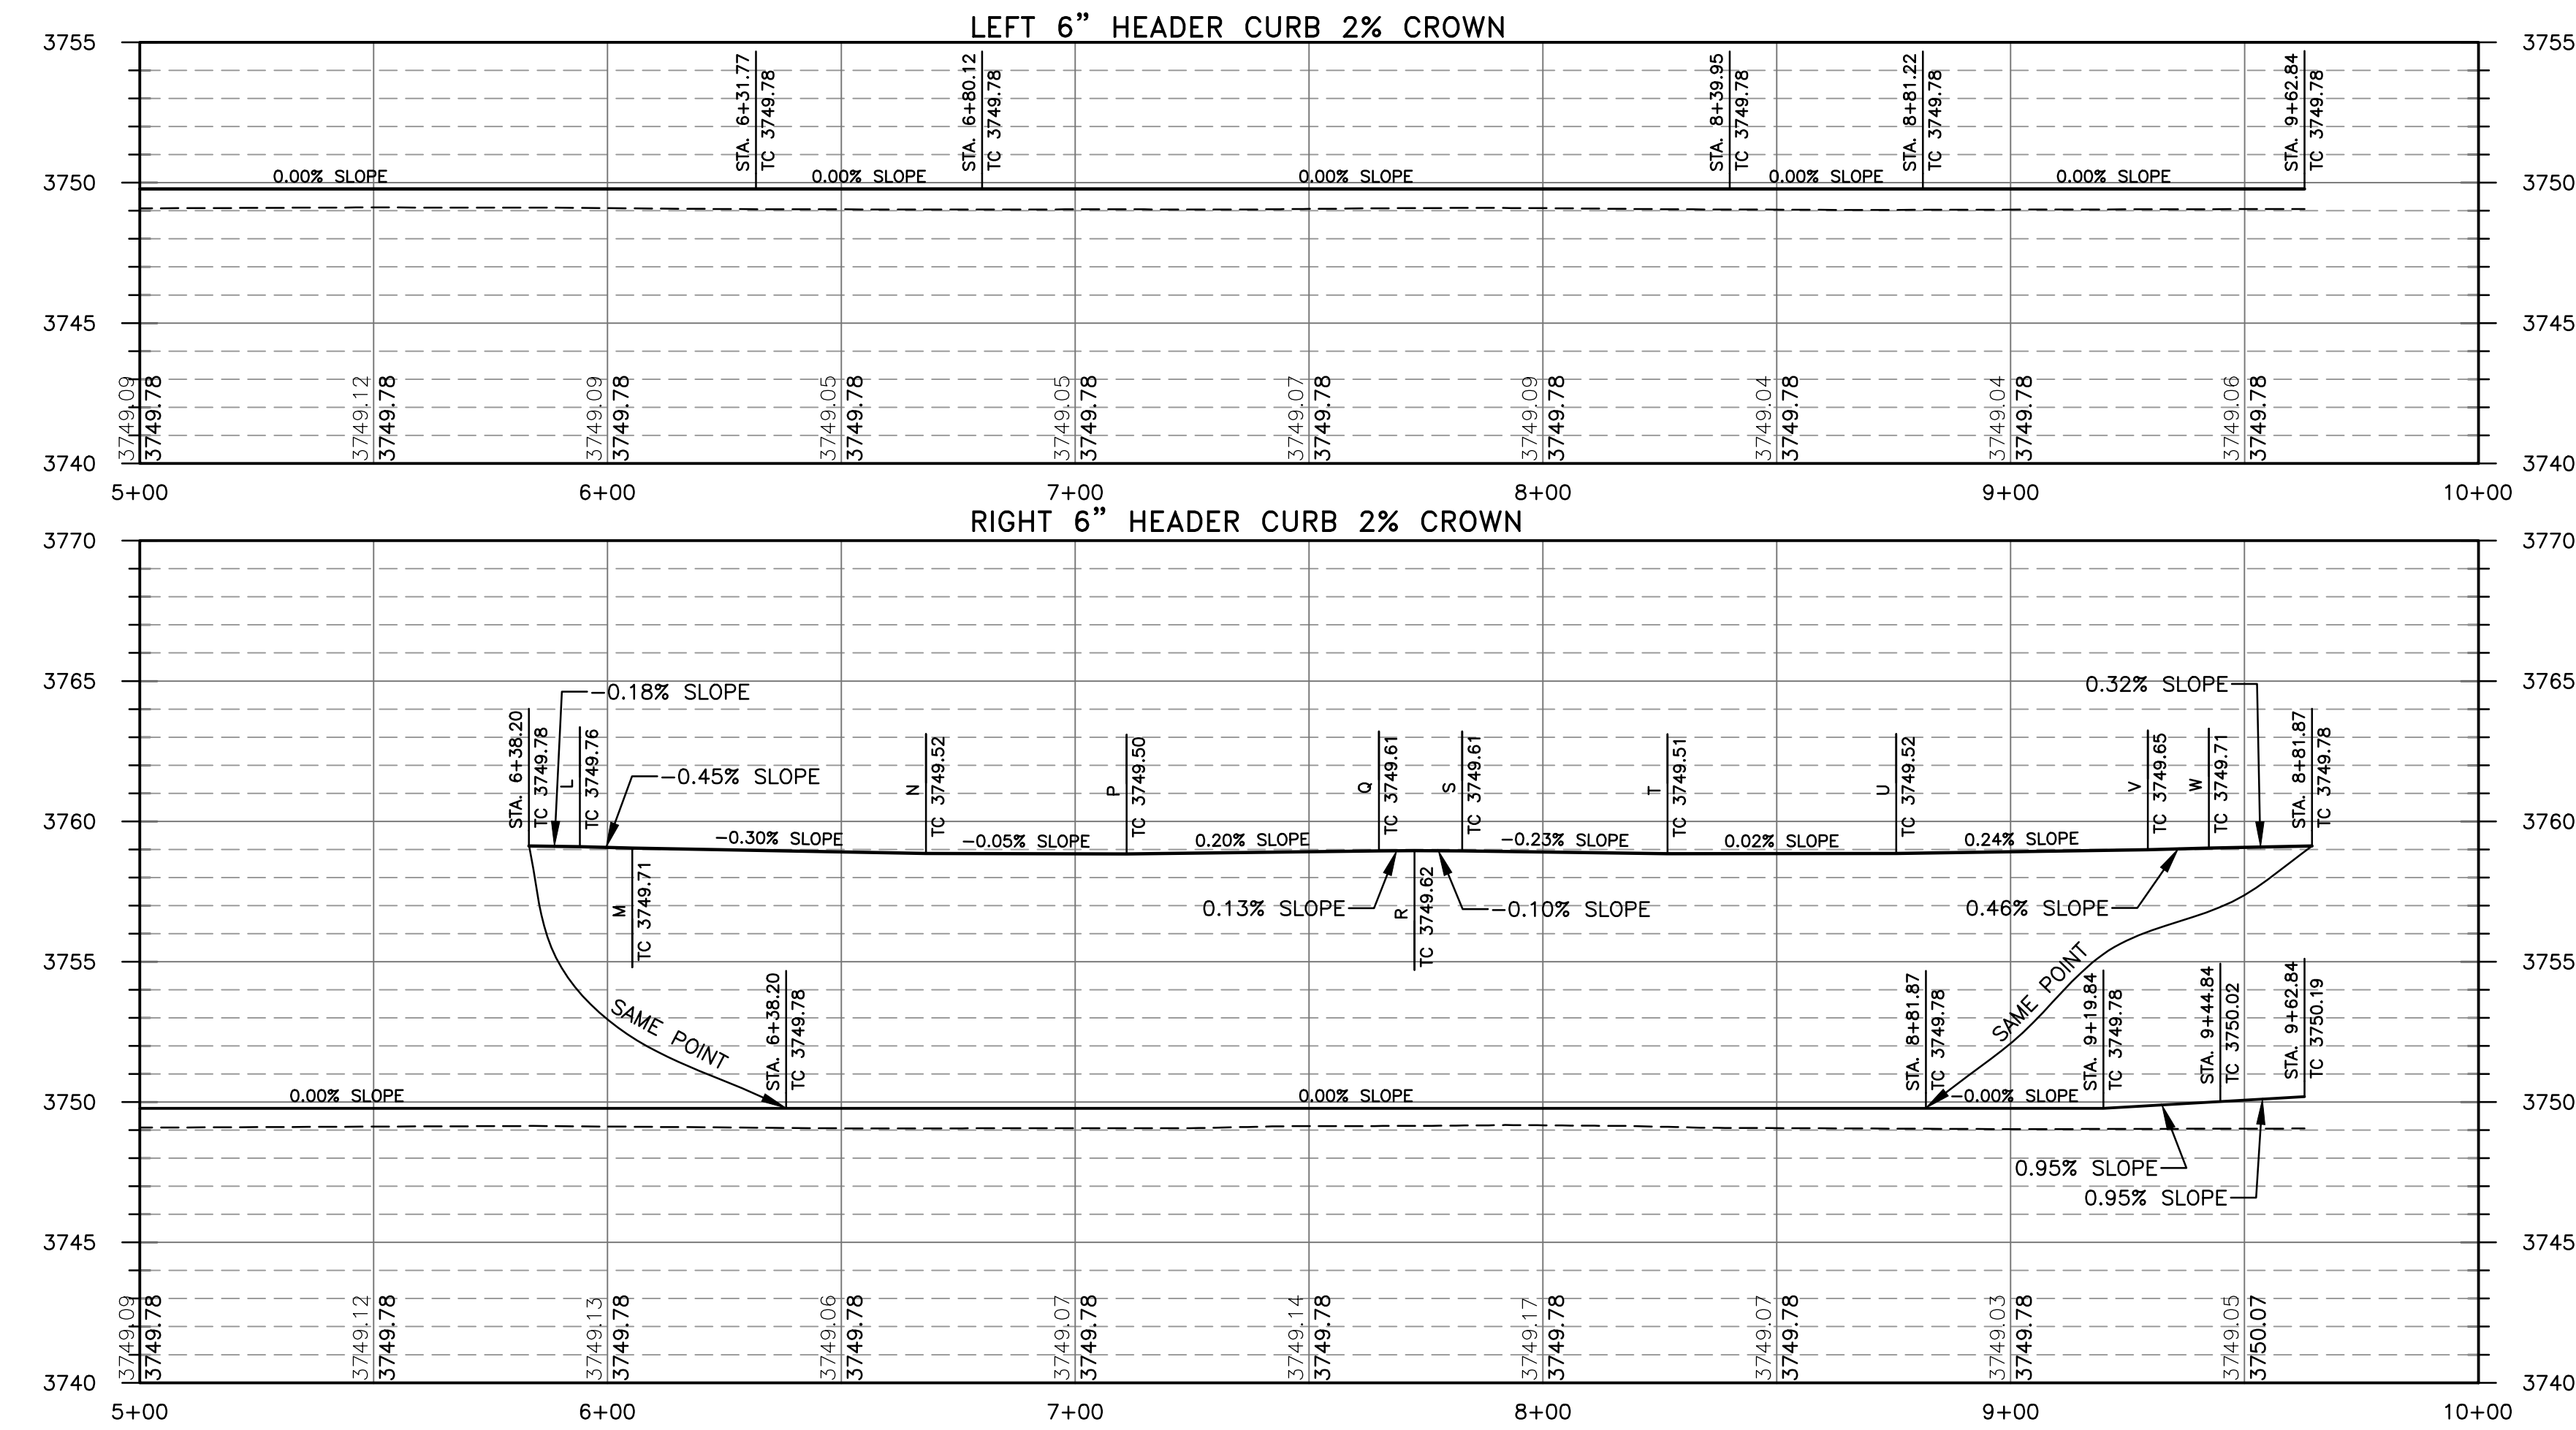 LEFT 6” HEADER CURB 2% CROWN
3755
3755
STA. 6+31.77
TC 3749.78
STA. 6+80.12
TC 3749.78
STA. 8+39.95
TC 3749.78
STA. 8+81.22
TC 3749.78
STA. 9+62.84
TC 3749.78
3750
0.00% SLOPE
0.00% SLOPE
0.00% SLOPE
0.00% SLOPE
0.00% SLOPE
3750
3745
3745
3749.09
3749.78
3749.12
3749.78
3749.09
3749.78
3749.05
3749.78
3749.05
3749.78
3749.07
3749.78
3749.09
3749.78
3749.04
3749.78
3749.04
3749.78
3749.06
3749.78
3740
3740
5+00
6+00
7+00
8+00
9+00
10+00
RIGHT 6” HEADER CURB 2% CROWN
3770
3770
3765
3765
-0.18% SLOPE
0.32% SLOPE
STA. 6+38.20
TC 3749.78
L
TC 3749.76
-0.45% SLOPE
N
TC 3749.52
P
TC 3749.50
Q
TC 3749.61
S
TC 3749.61
T
TC 3749.51
U
TC 3749.52
V
TC 3749.65
W
TC 3749.71
STA. 8+81.87
TC 3749.78
3760
3760
-0.30% SLOPE
-0.05% SLOPE
0.20% SLOPE
-0.23% SLOPE
0.02% SLOPE
0.24% SLOPE
M
TC 3749.71
0.13% SLOPE
R
TC 3749.62
-0.10% SLOPE
0.46% SLOPE
3755
3755
SAME POINT
STA. 6+38.20
TC 3749.78
STA. 8+81.87
TC 3749.78
SAME POINT
STA. 9+19.84
TC 3749.78
STA. 9+44.84
TC 3750.02
STA. 9+62.84
TC 3750.19
3750
0.00% SLOPE
0.00% SLOPE
-0.00% SLOPE
3750
0.95% SLOPE
0.95% SLOPE
3745
3745
3749.09
3749.78
3749.12
3749.78
3749.13
3749.78
3749.06
3749.78
3749.07
3749.78
3749.14
3749.78
3749.17
3749.78
3749.07
3749.78
3749.03
3749.78
3749.05
3750.07
3740
3740
5+00
6+00
7+00
8+00
9+00
10+00